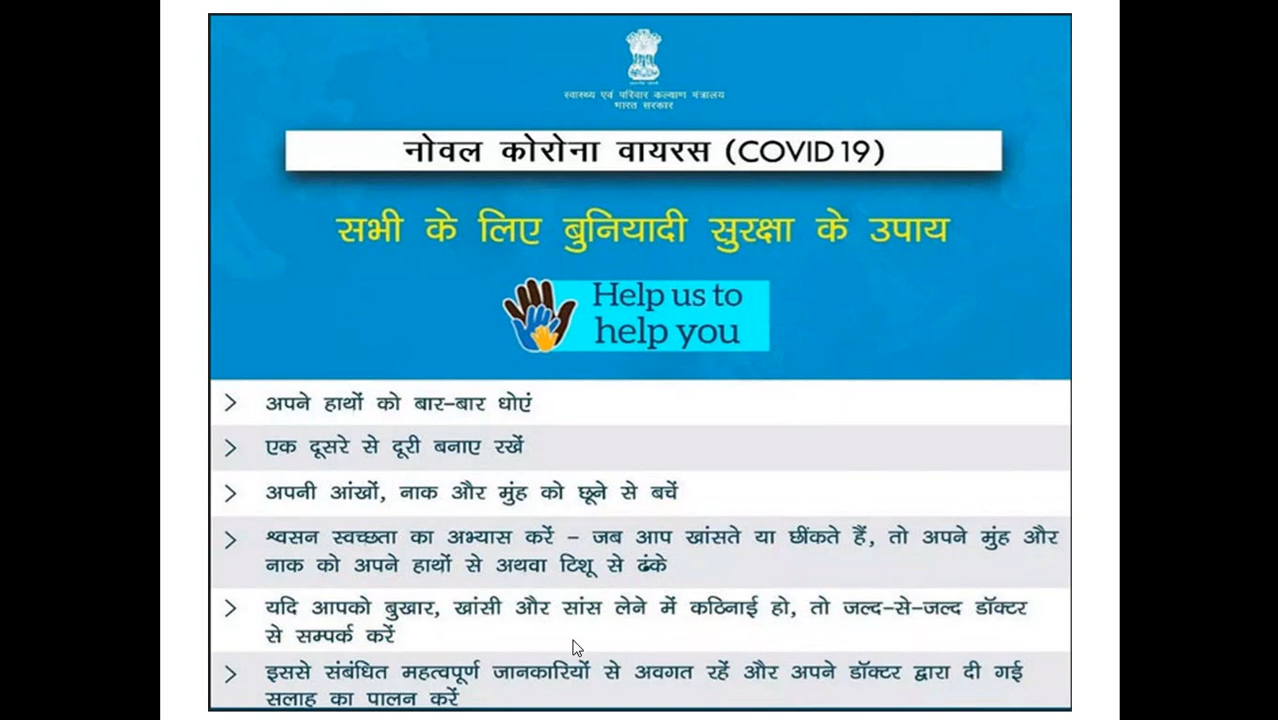 स्वास्थ्य एवं परिवार कल्याण मंत्रालय
भारत सरकार
नोवल कोरोना वायरस (COVID 19)
सभी के लिए बुनियादी सुरक्षा के उपाय
Help us to
help you
> अपने हाथों को बार-बार धोएं
> एक दूसरे से दूरी बनाए रखें
> अपनी आंखों, नाक और मुंह को छूने से बचें
> श्वसन स्वच्छता का अभ्यास करें – जब आप खांसते या छींकते हैं, तो अपने मुंह और
नाक को अपने हाथों से अथवा टिशू से ढंके
> यदि आपको बुखार, खांसी और सांस लेने में कठिनाई हो, तो जल्द-से-जल्द डॉक्टर
से सम्पर्क करें
> इससे संबंधित महत्वपूर्ण जानकारियों से अवगत रहें और अपने डॉक्टर द्वारा दी गई
सलाह का पालन करें